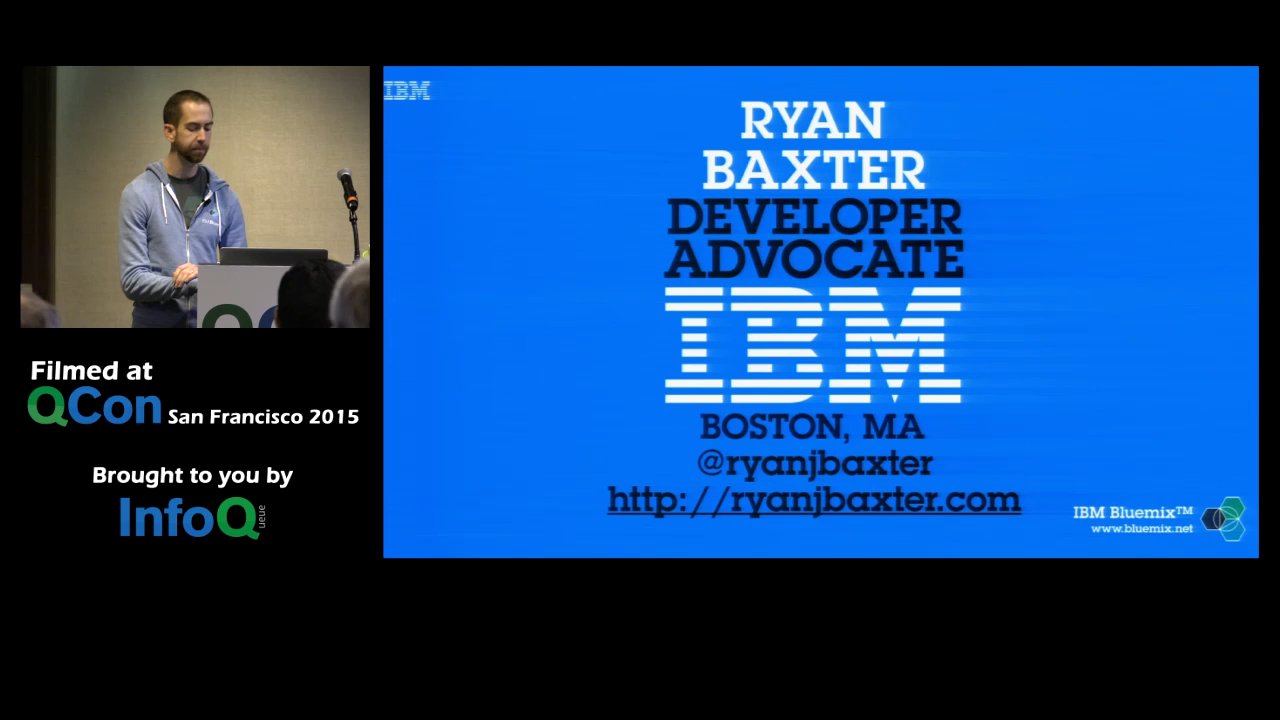 IBM
RYAN
BAXTER
DEVELOPER
ADVOCATE
IBM
BOSTON, MA
@ryanjbaxter
http://ryanjbaxter.com
IBM Bluemix™
www.bluemix.net
Filmed at
QCon San Francisco 2015
Brought to you by
InfoQueue